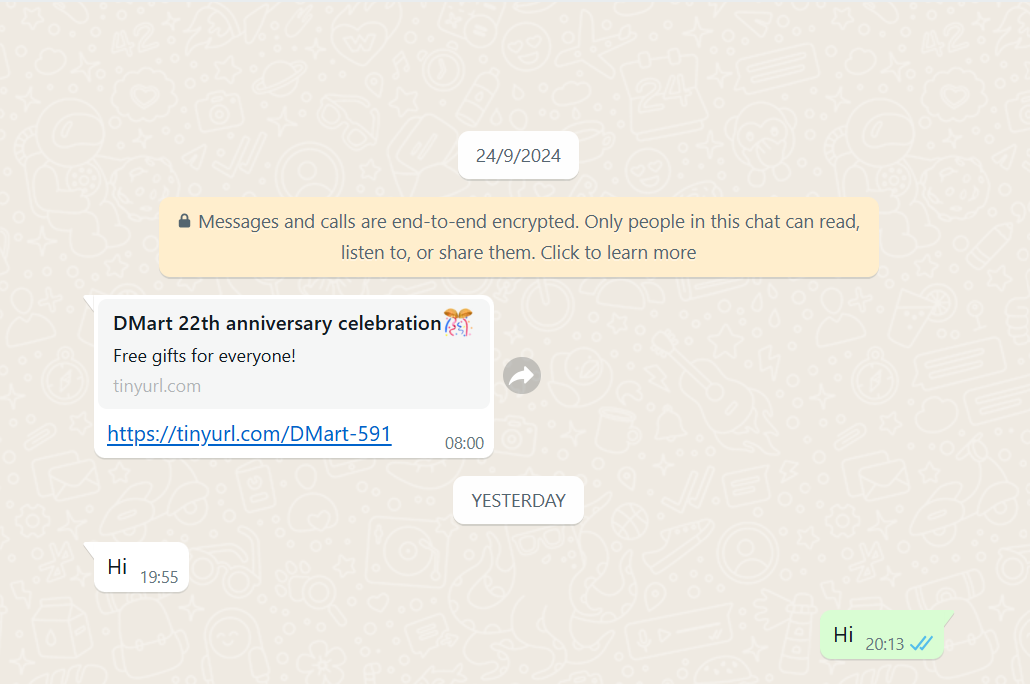 24/9/2024
Messages and calls are end-to-end encrypted. Only people in this chat can read,
listen to, or share them. Click to learn more
DMart 22th anniversary celebration🎊
Free gifts for everyone!
tinyurl.com
https://tinyurl.com/DMart-591
08:00
YESTERDAY
Hi 19:55
Hi 20:13